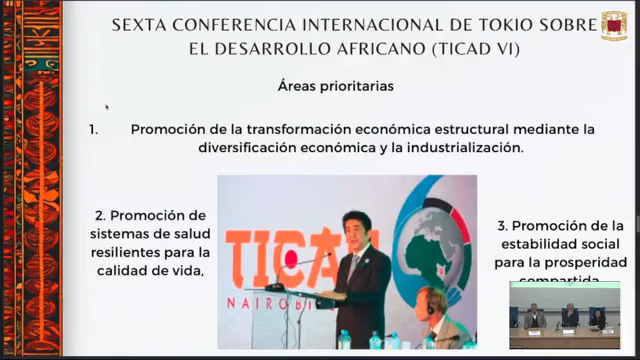 SEXTA CONFERENCIA INTERNACIONAL DE TOKIO SOBRE
EL DESARROLLO AFRICANO (TICAD VI)
Áreas prioritarias
1. Promoción de la transformación económica estructural mediante la
diversificación económica y la industrialización.
2. Promoción de
sistemas de salud
resilientes para la
calidad de vida,
TICA
NAIROBI
3. Promoción de la
estabilidad social
para la prosperidad
compartida